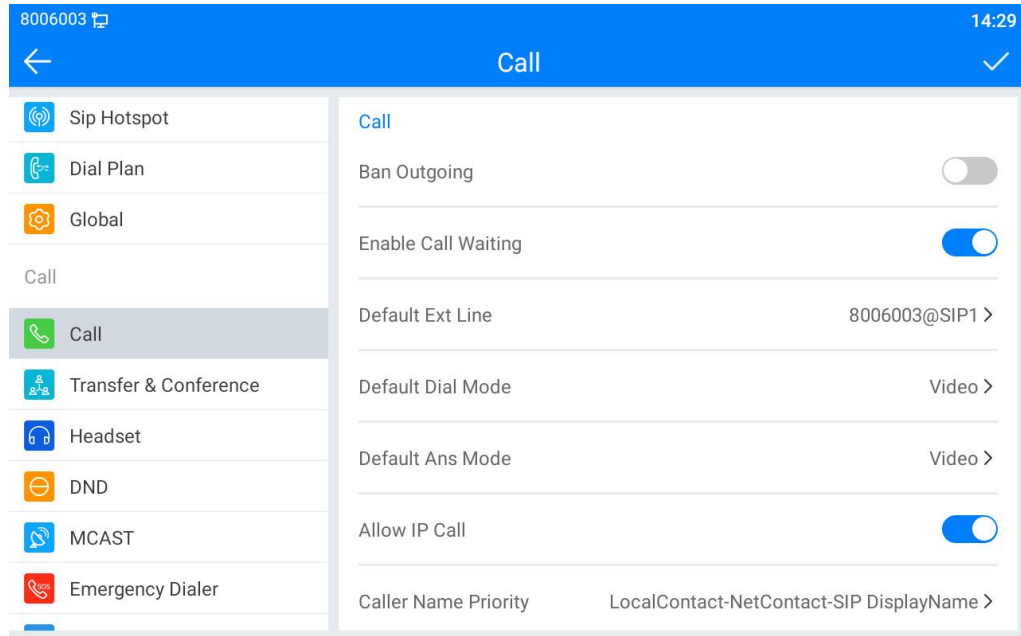 8006003 14:29
Call
Sip Hotspot
Dial Plan
Global
Call
Call
Transfer & Conference
Headset
DND
MCAST
SOS
Emergency Dialer
Call
Ban Outgoing
Enable Call Waiting
Default Ext Line 8006003@SIP1
Default Dial Mode Video
Default Ans Mode Video
Allow IP Call
Caller Name Priority LocalContact-NetContact-SIP DisplayName